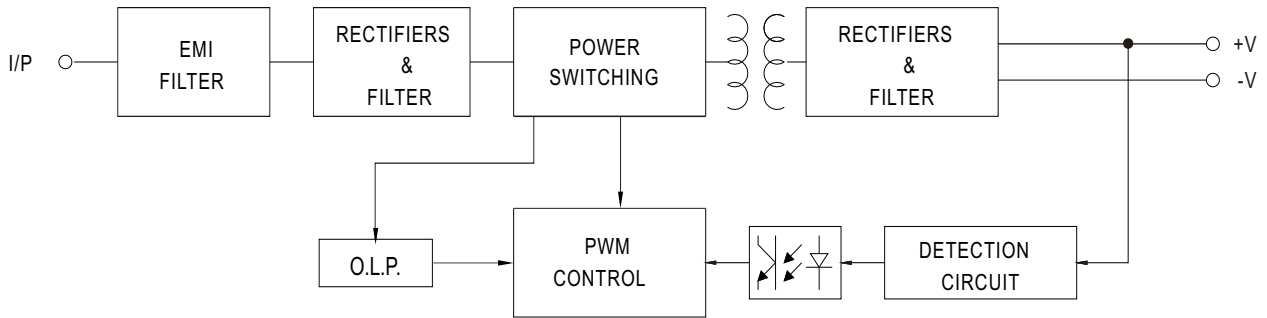 I/P
EMI
FILTER
RECTIFIERS
&
FILTER
POWER
SWITCHING
RECTIFIERS
&
FILTER
+V
-V
O.L.P.
PWM
CONTROL
DETECTION
CIRCUIT